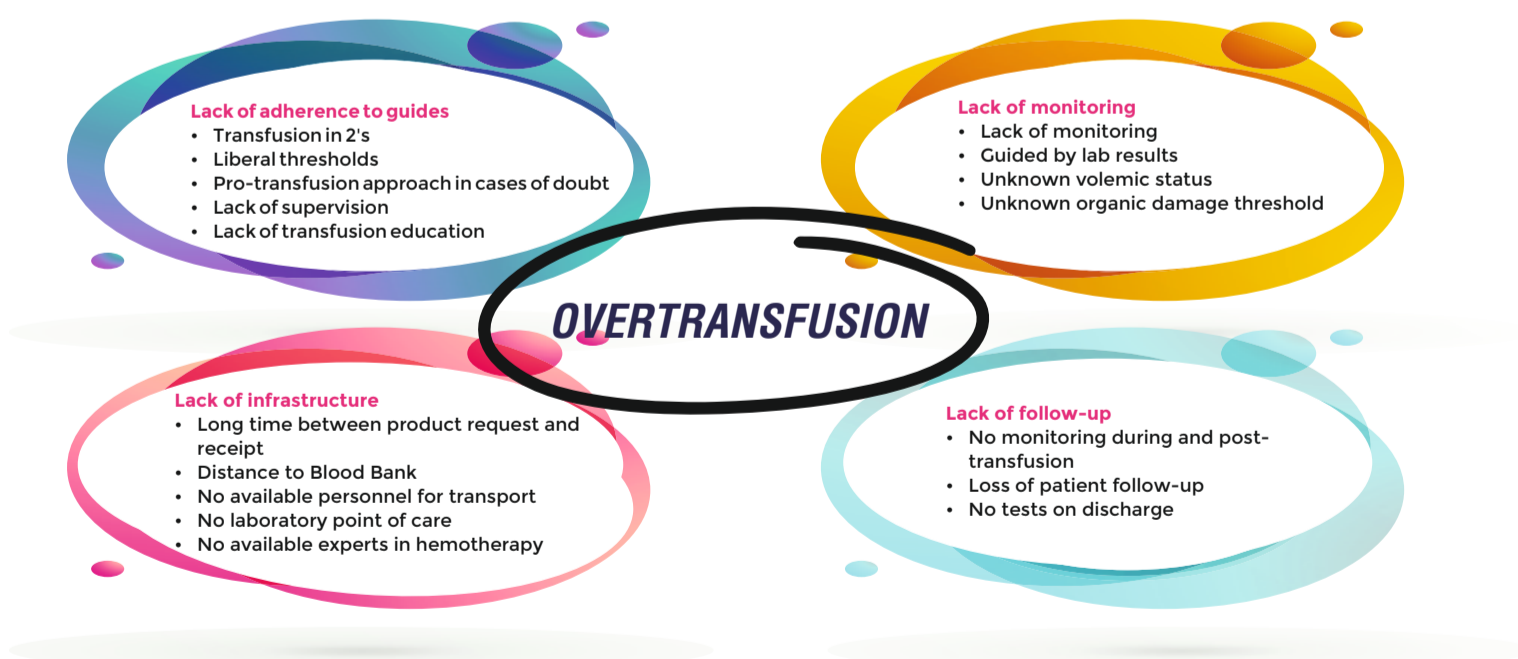 Lack of adherence to guides
• Transfusion in 2's
• Liberal thresholds
• Pro-transfusion approach in cases of doubt
• Lack of supervision
• Lack of transfusion education
Lack of monitoring
• Lack of monitoring
• Guided by lab results
• Unknown volemic status
• Unknown organic damage threshold
OVERTRANSFUSION
Lack of infrastructure
• Long time between product request and
receipt
• Distance to Blood Bank
• No available personnel for transport
• No laboratory point of care
• No available experts in hemotherapy
Lack of follow-up
• No monitoring during and post-
transfusion
• Loss of patient follow-up
• No tests on discharge